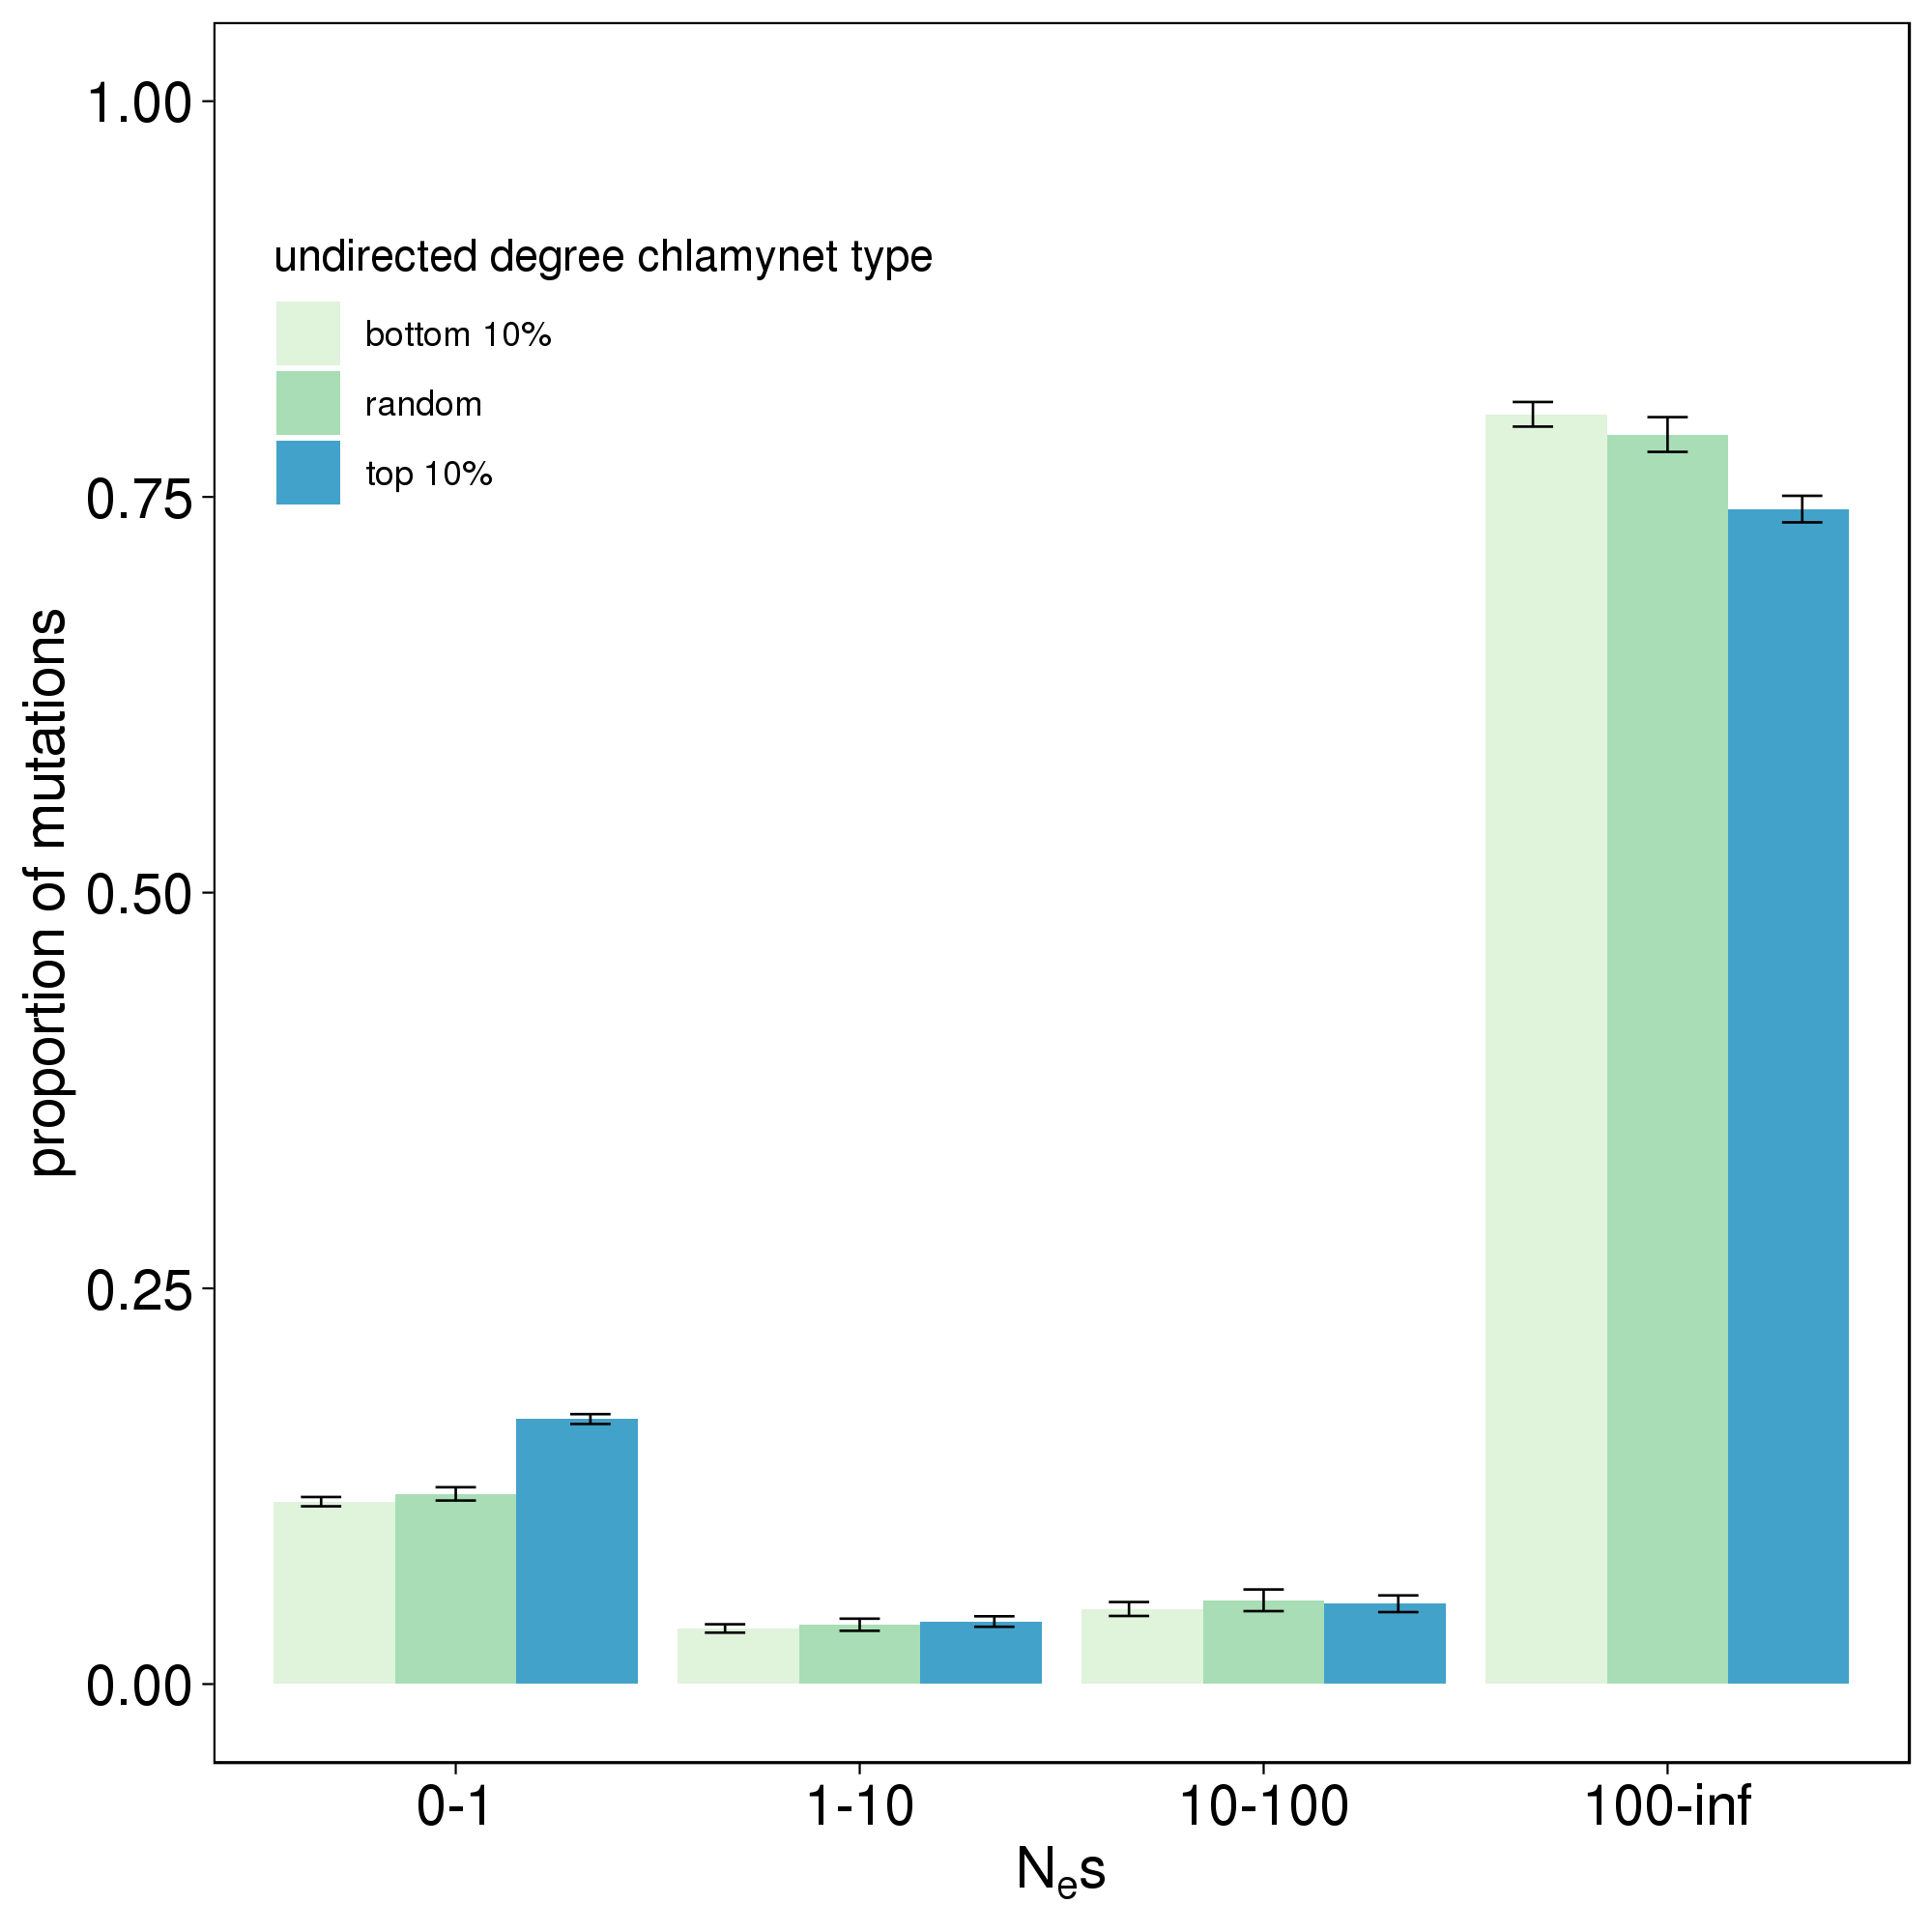 undirected degree chlamynet type
bottom 10%
random
top 10%
proportion of mutations
1.00
0.75
0.50
0.25
0.00
0-1
1-10
10-100
100-inf
Nₑs